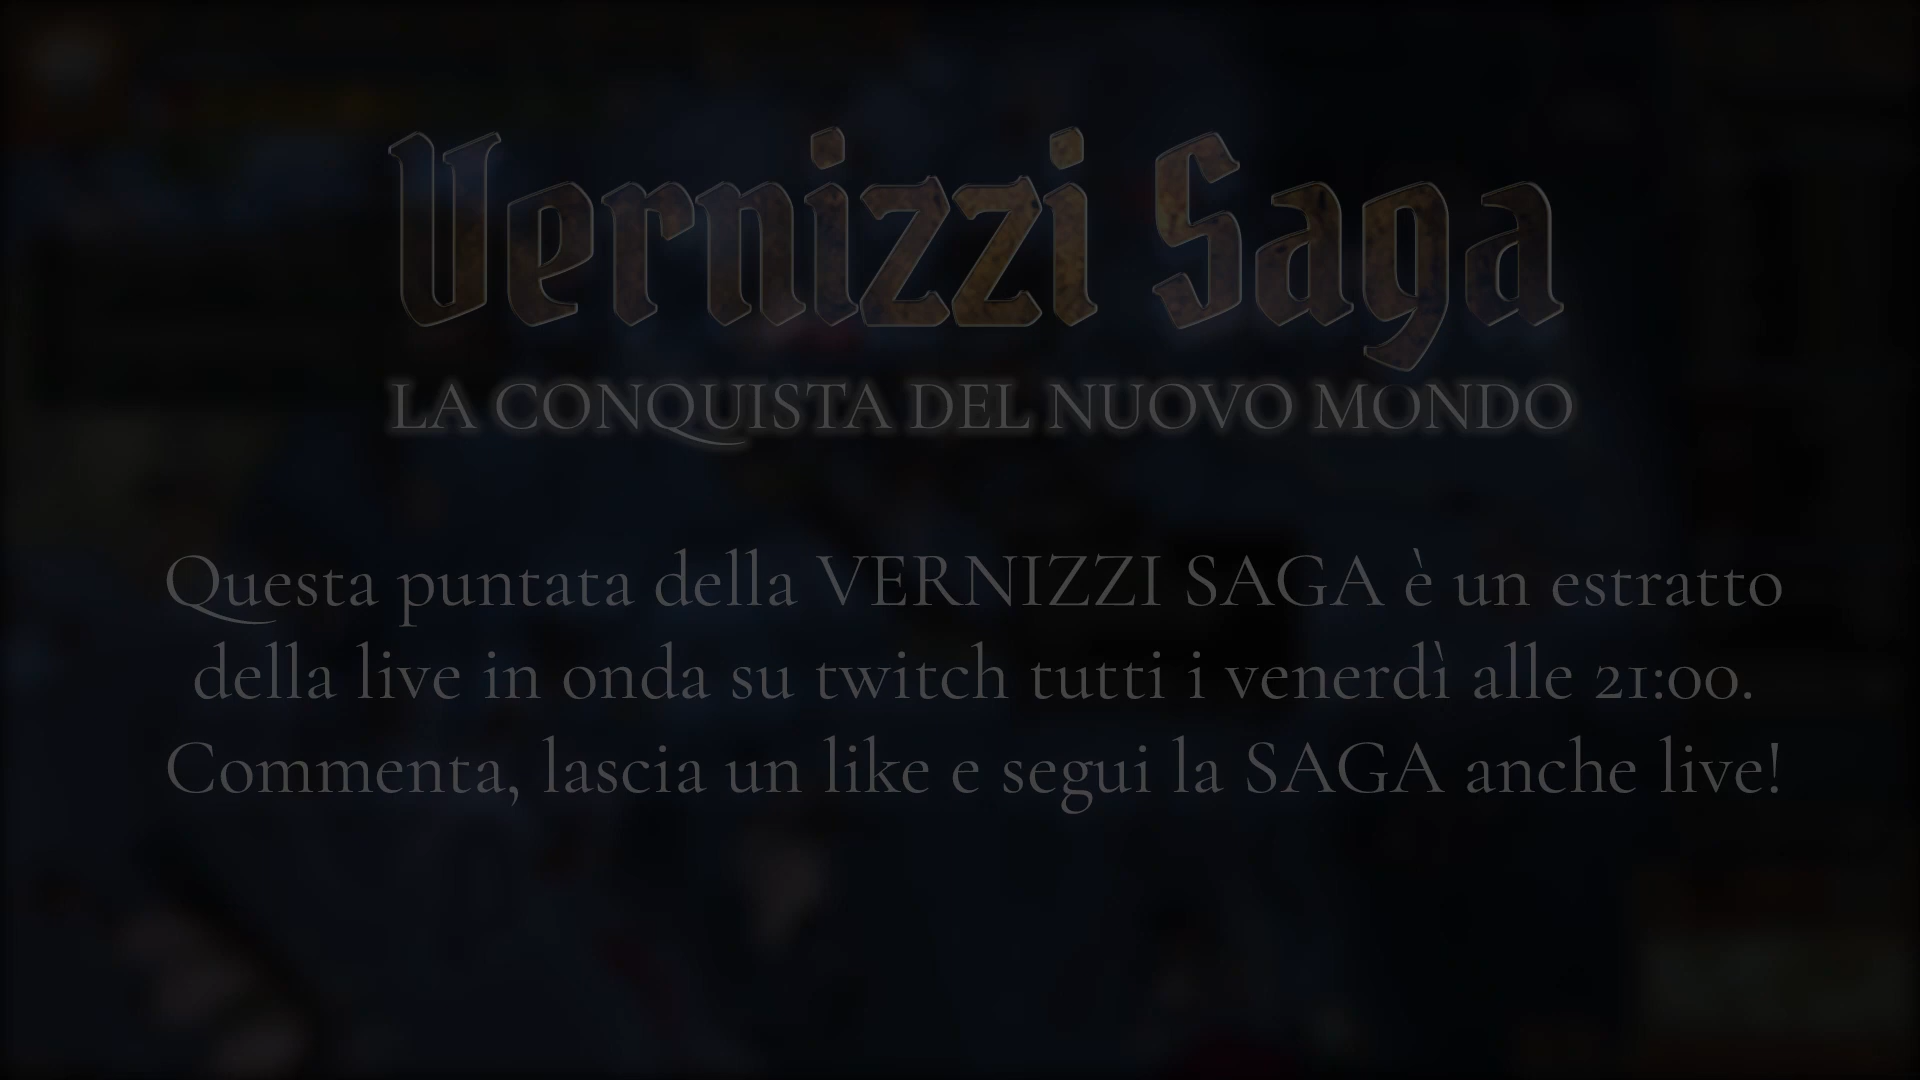 Vernizzi Saga
LA CONQUISTA DEL NUOVO MONDO
Questa puntata della VERNIZZI SAGA è un estratto
della live in onda su twitch tutti i venerdì alle 21:00.
Commenta, lascia un like e segui la SAGA anche live!